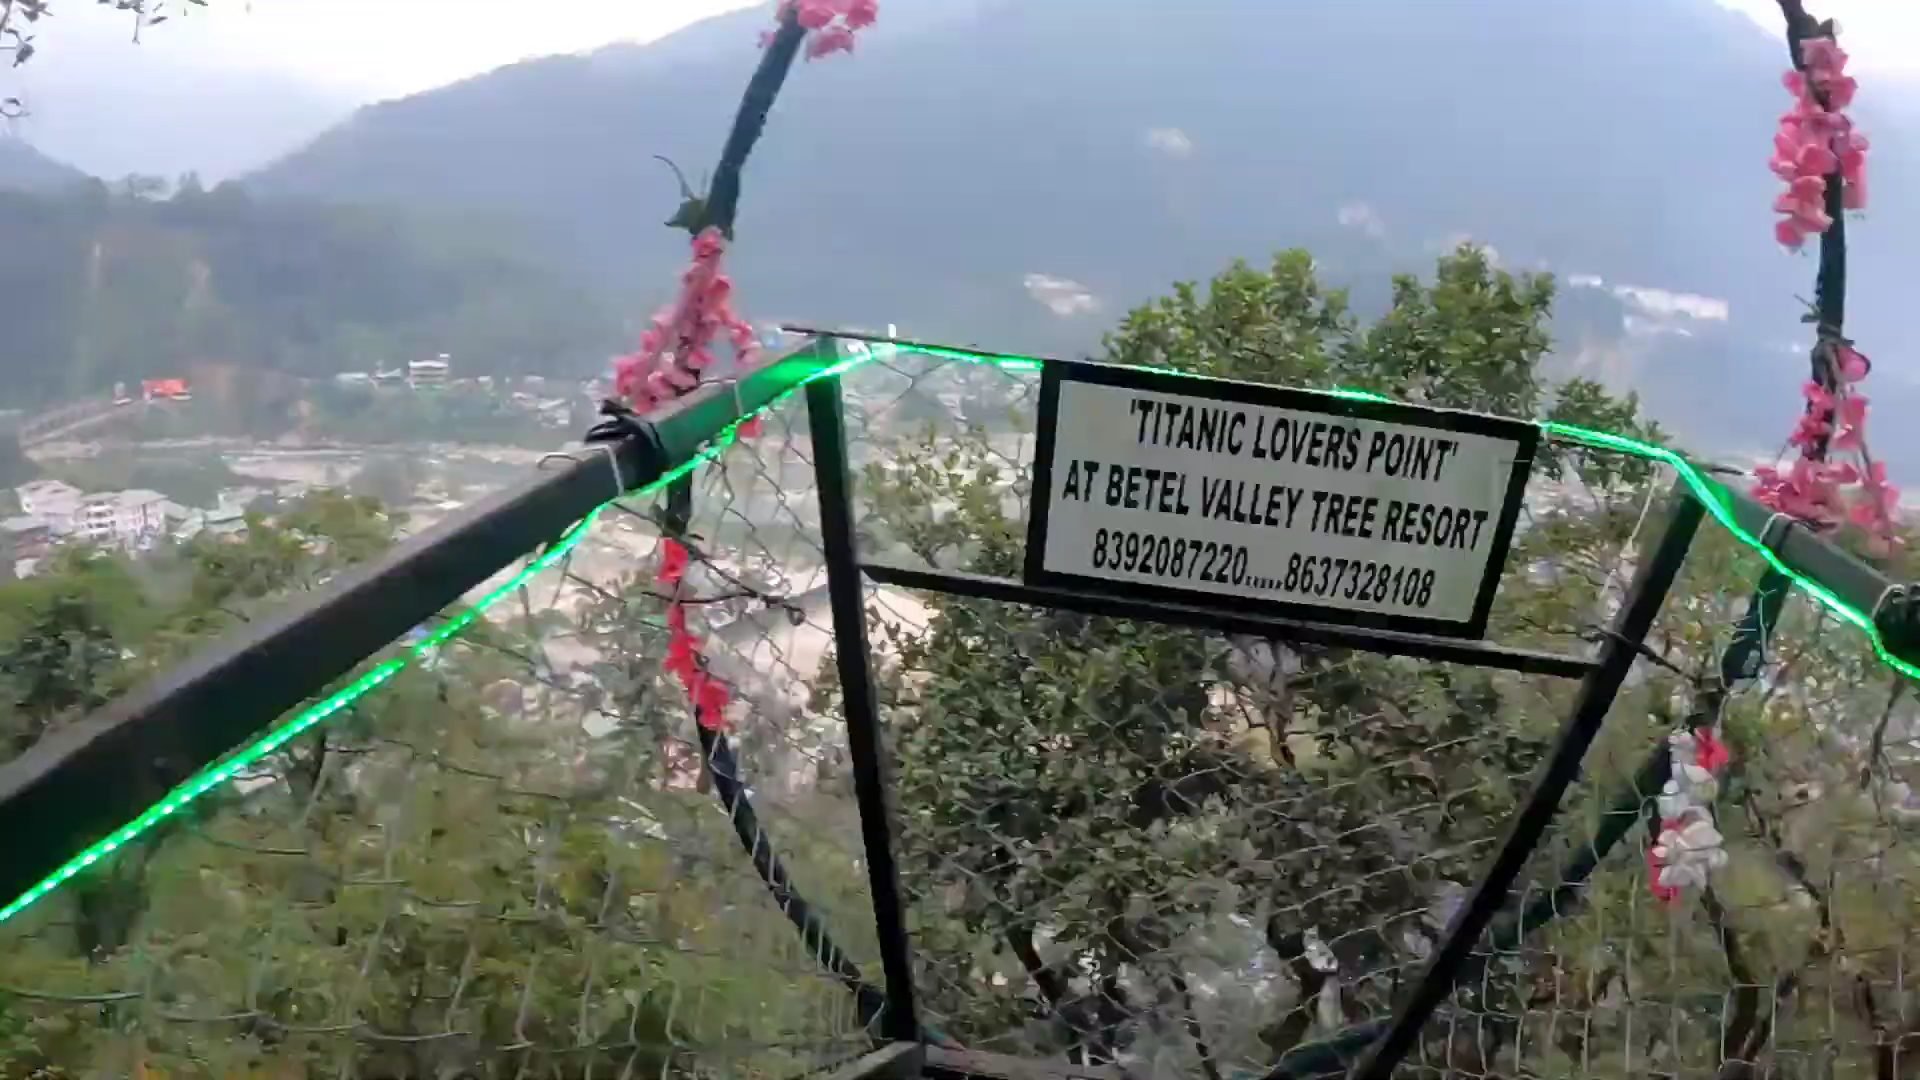 'TITANIC LOVERS POINT'
AT BETEL VALLEY TREE RESORT
8392087220.....8637328108